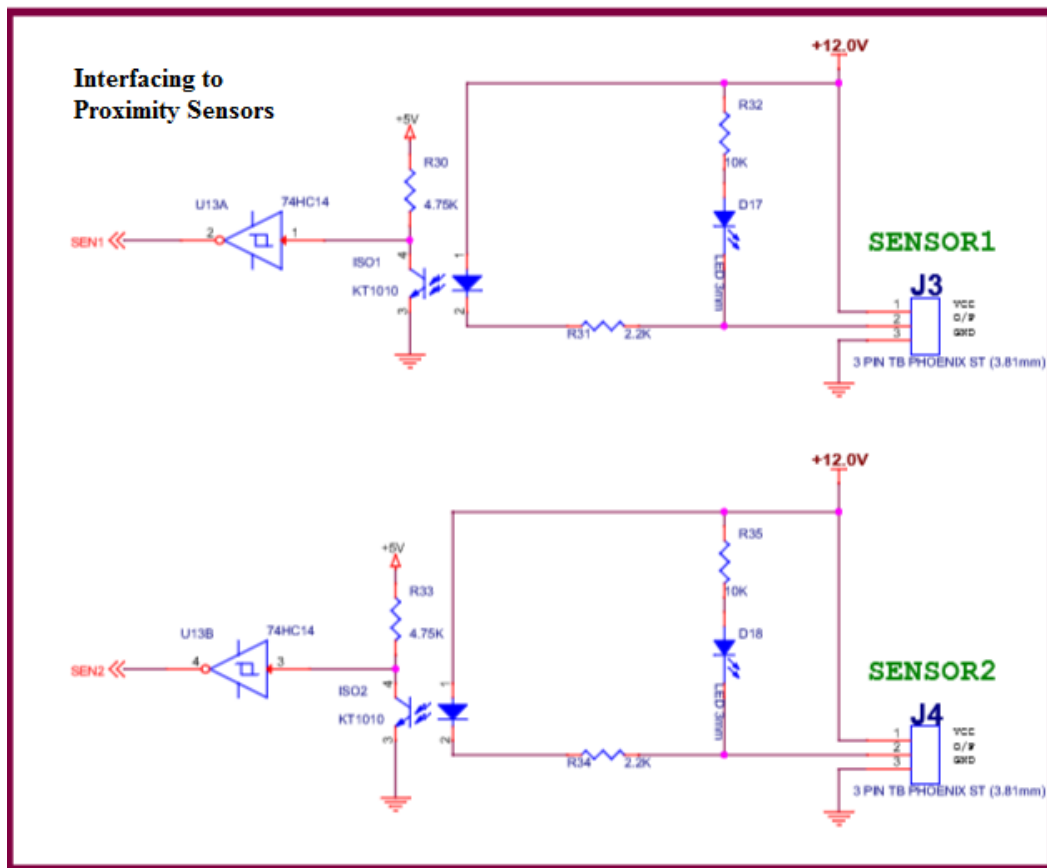 Interfacing to
Proximity Sensors
+12.0V
R32
10K
+5V
R30
4.75K
U13A
74HC14
SEN1
2
1
D17
LED 3mm
SENSOR1
ISO1
KT1010
4
3
1
2
J3
1
VCC
2
O/P
3
GND
R31
2.2K
3 PIN TB PHOENIX ST (3.81mm)
+12.0V
R35
10K
+5V
R33
4.75K
U13B
74HC14
SEN2
4
3
D18
LED 3mm
SENSOR2
ISO2
KT1010
4
3
1
2
J4
1
VCC
2
O/P
3
GND
R34
2.2K
3 PIN TB PHOENIX ST (3.81mm)